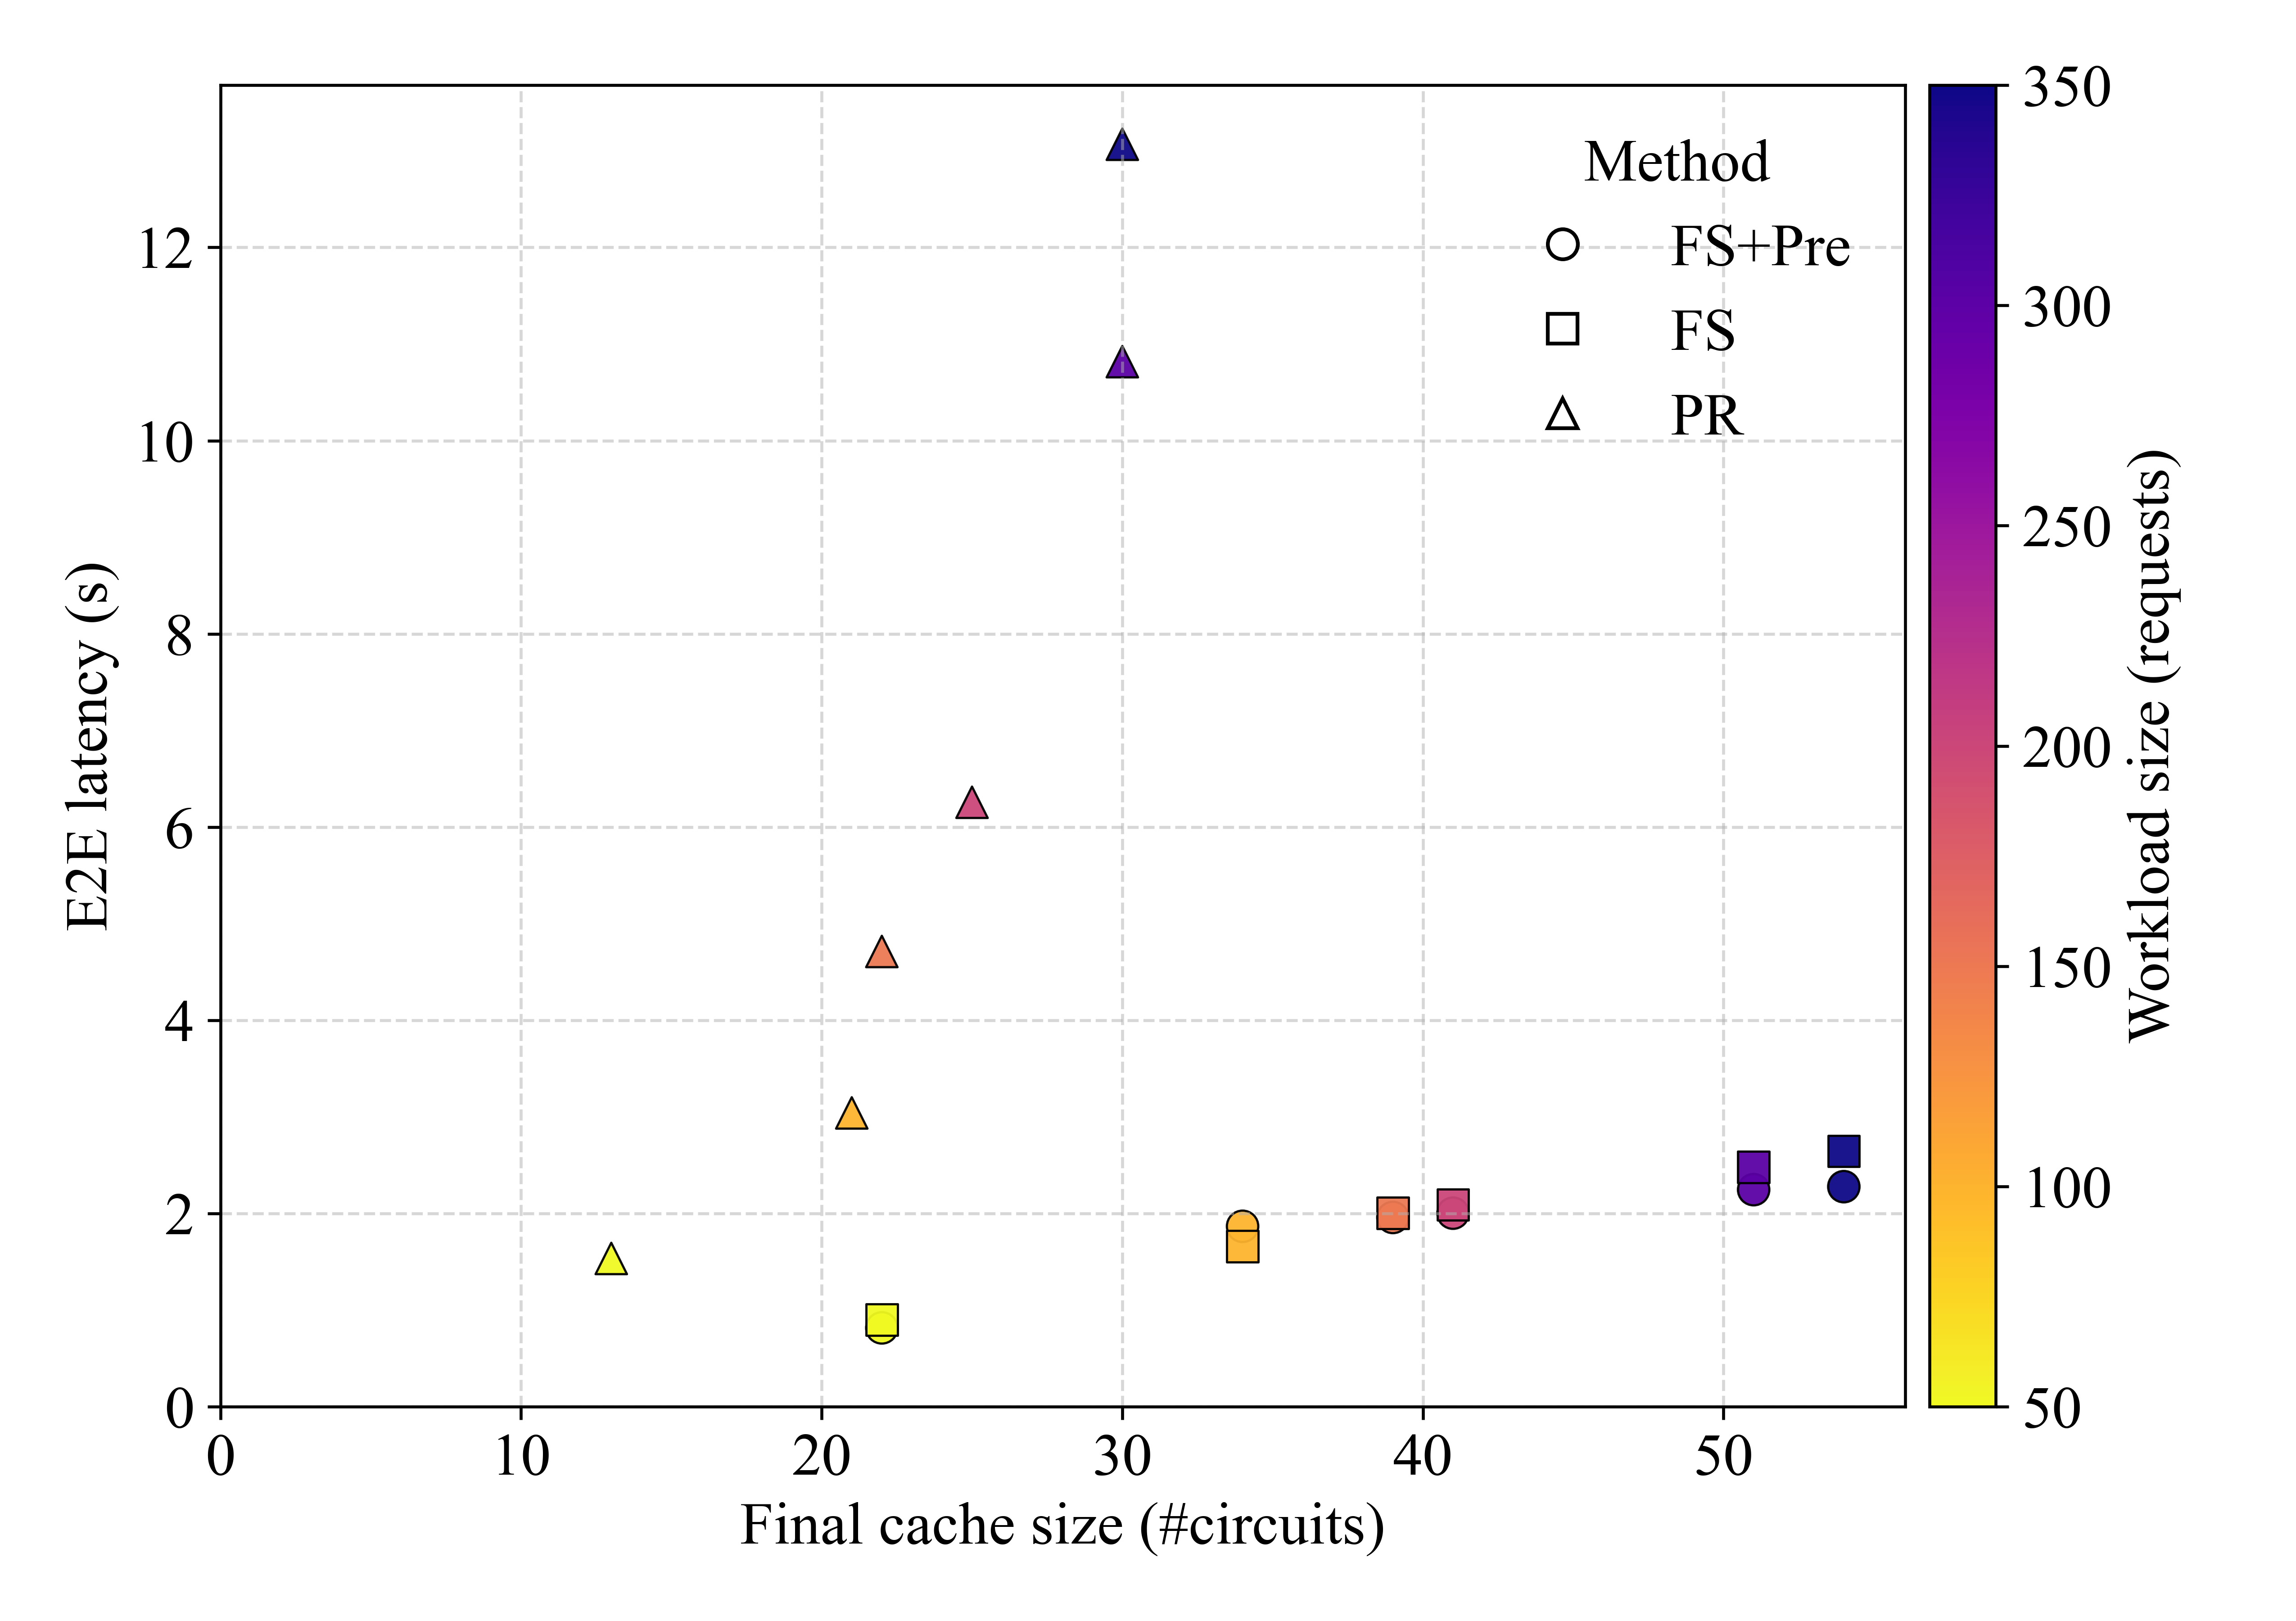 E2E latency (s)
12
10
8
6
4
2
0
0 10 20 30 40 50
Final cache size (#circuits)
Method
FS+Pre
FS
PR
350
300
250
200
150
100
50
Workload size (requests)